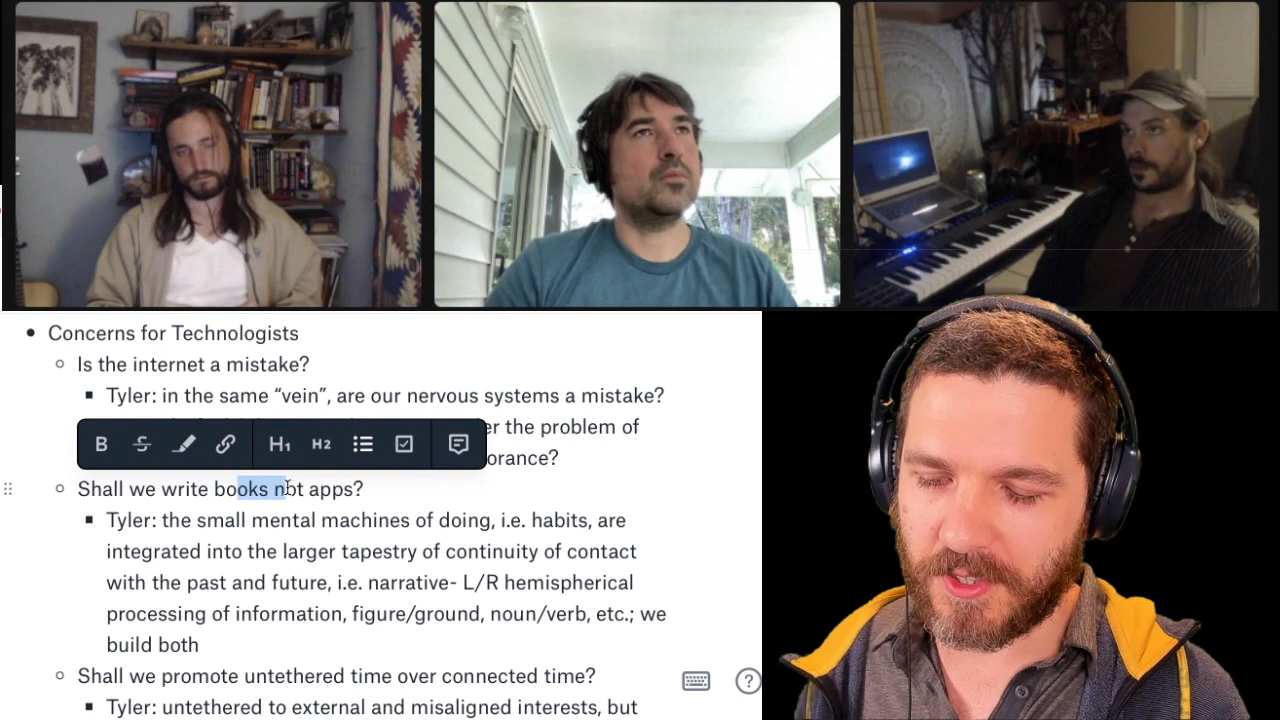 Concerns for Technologists
Is the internet a mistake?
Tyler: in the same “vein”, are our nervous systems a mistake?
the problem of
B S H1 H2
Shall we write books not apps?
Tyler: the small mental machines of doing, i.e. habits, are
integrated into the larger tapestry of continuity of contact
with the past and future, i.e. narrative- L/R hemispherical
processing of information, figure/ground, noun/verb, etc.; we
build both
Shall we promote untethered time over connected time?
?
Tyler: untethered to external and misaligned interests, but